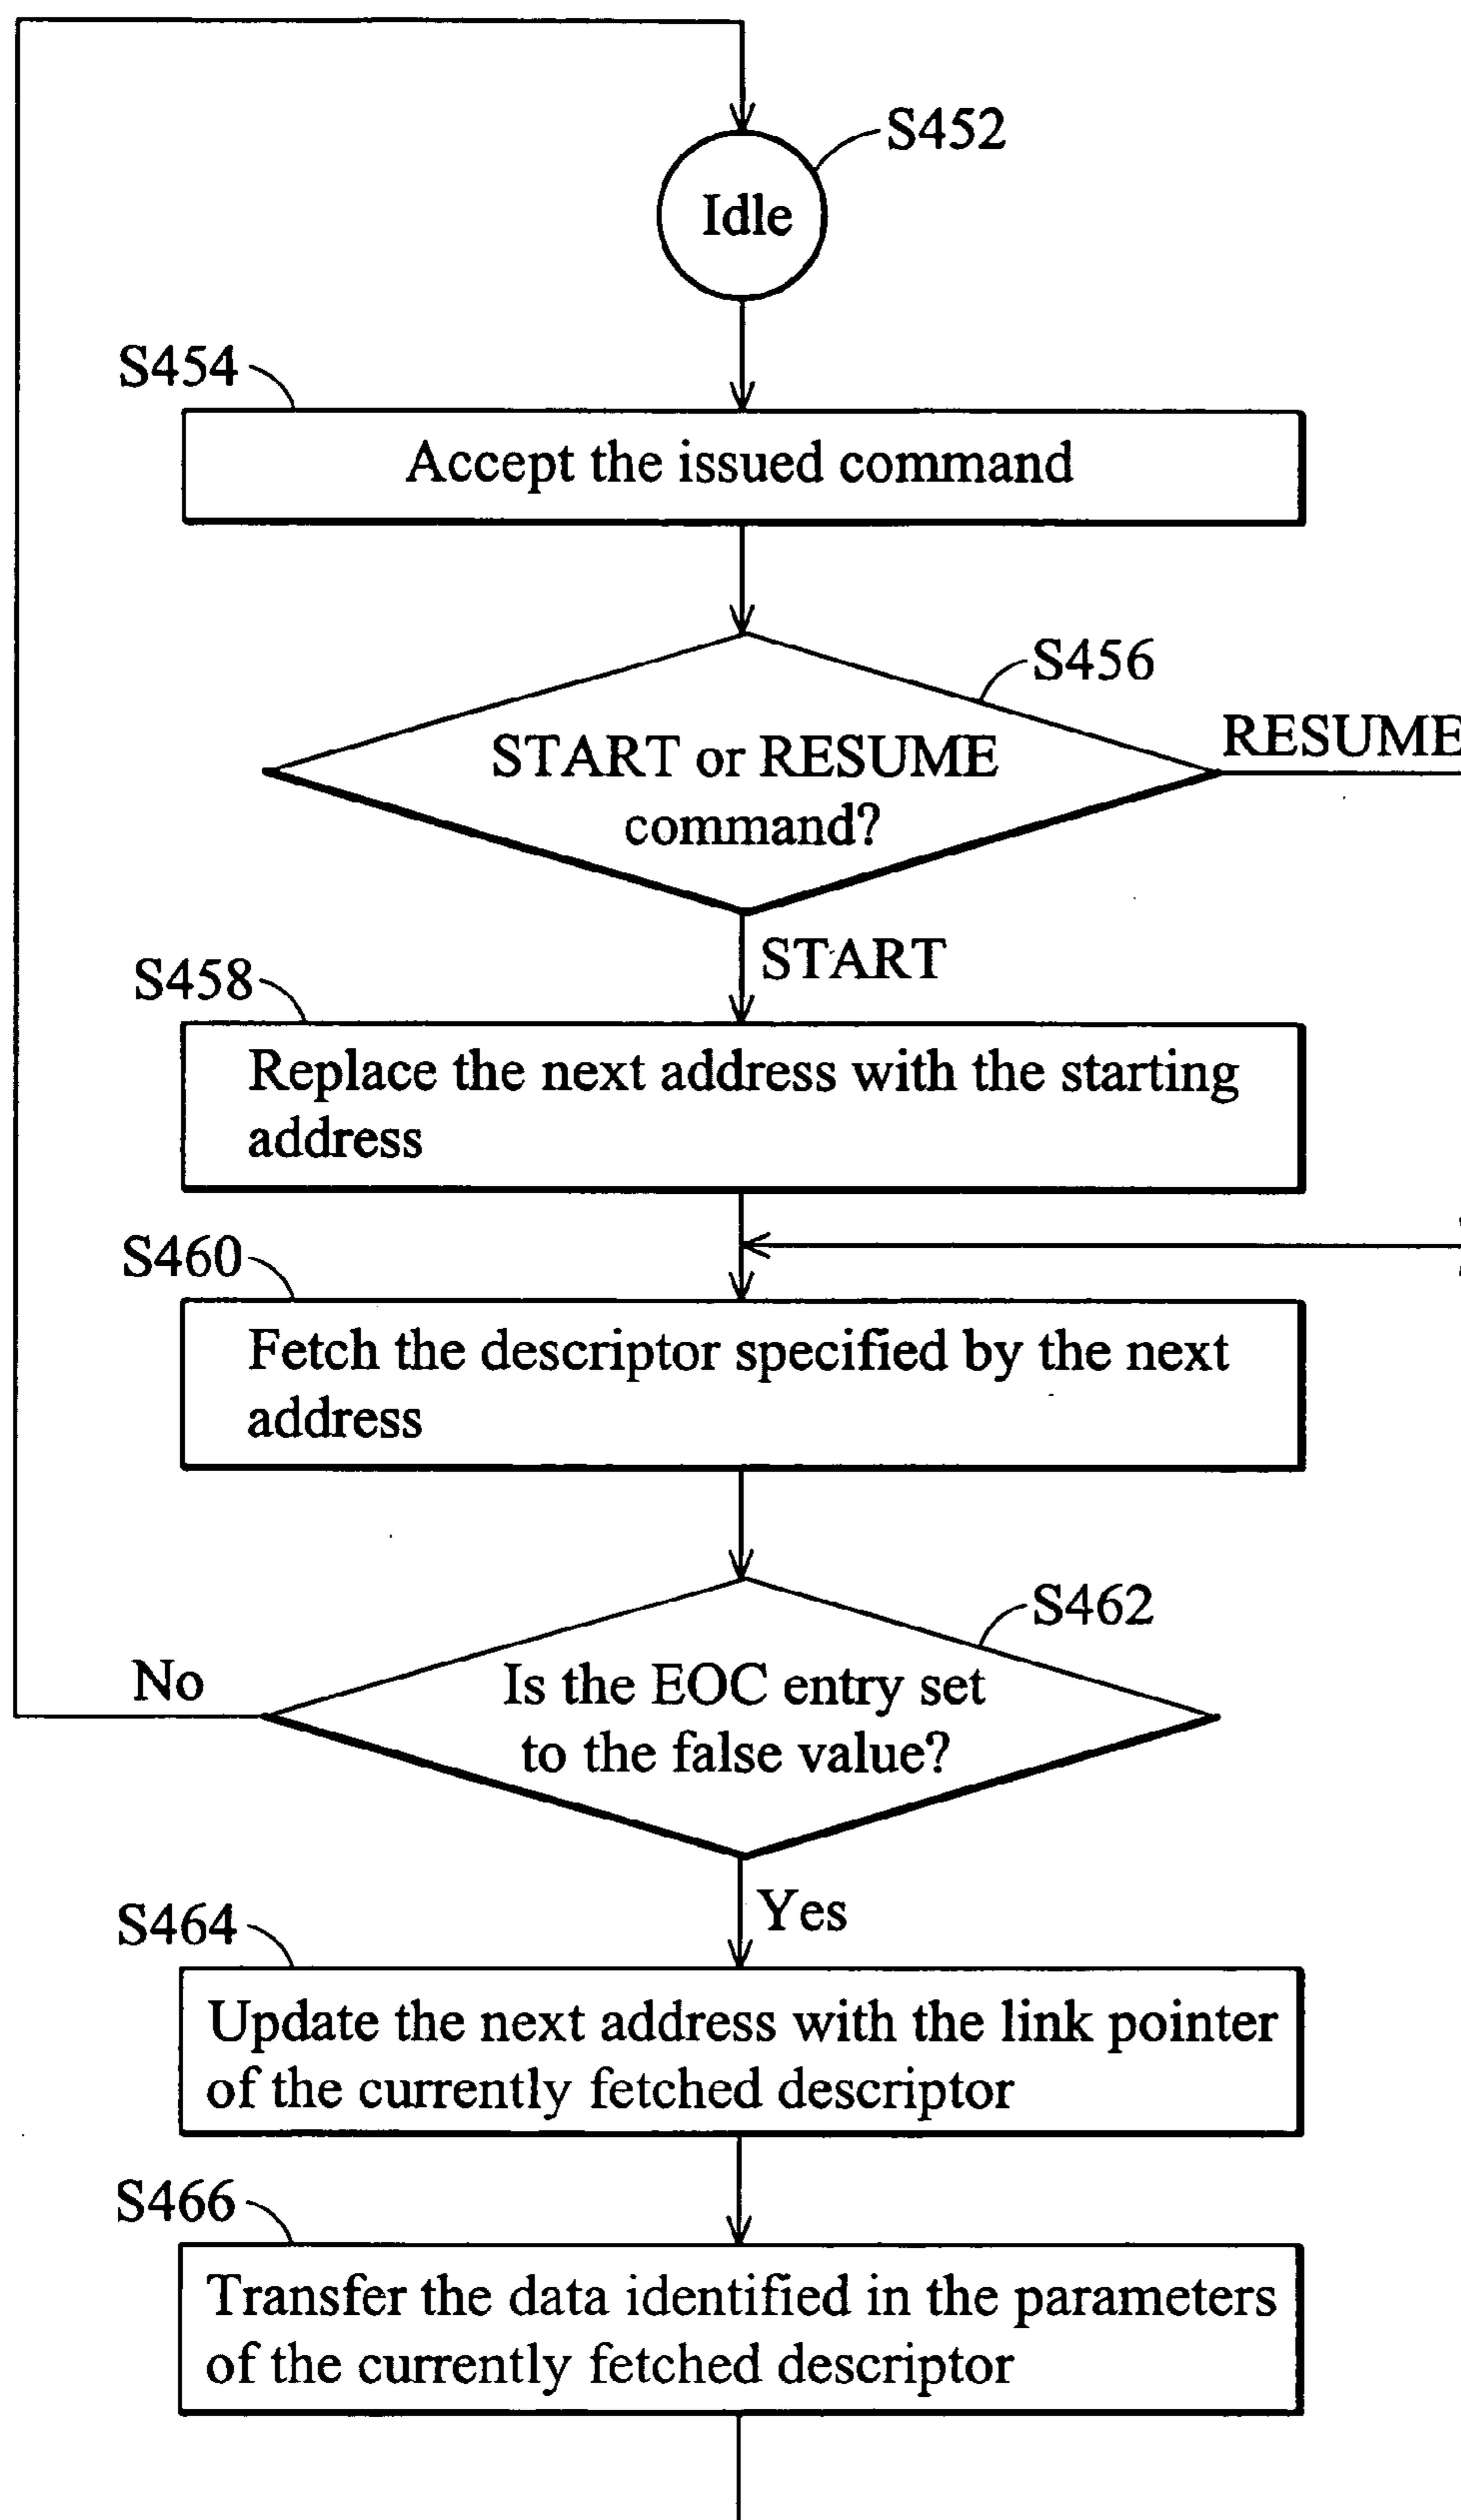 S452
Idle
S454
Accept the issued command
S456
START or RESUME
command?
RESUME
START
S458
Replace the next address with the starting
address
S460
Fetch the descriptor specified by the next
address
S462
Is the EOC entry set
to the false value?
No
Yes
S464
Update the next address with the link pointer
of the currently fetched descriptor
S466
Transfer the data identified in the parameters
of the currently fetched descriptor